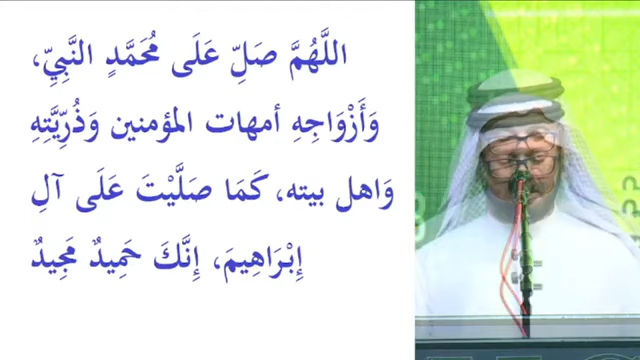 اللَّهُمَّ صَلِّ عَلَى مُحَمَّدٍ النَّبِيِّ،
وَأَزْوَاجِهِ أمهات المؤمنين وَذُرِّيَّتِهِ
وَاهل بيته، كَمَا صَلَّيْتَ عَلَى آلِ
إِبْرَاهِيمَ، إِنَّكَ حَمِيدٌ مَجِيدٌ